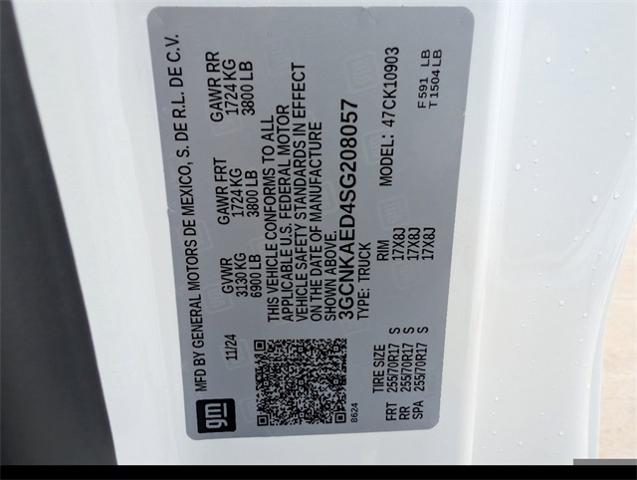 MFD BY GENERAL MOTORS DE MEXICO, S. DE R.L. DE C.V.
11/24 GVWR GAWR FRT GAWR RR
3130 KG 1724 KG 1724 KG
6900 LB 3800 LB 3800 LB
THIS VEHICLE CONFORMS TO ALL
APPLICABLE U.S. FEDERAL MOTOR
VEHICLE SAFETY STANDARDS IN EFFECT
ON THE DATE OF MANUFACTURE
SHOWN ABOVE.
3GCNKAED4SG208057
TYPE: TRUCK MODEL: 47CK10903
gm
8624
TIRE SIZE RIM
FRT 255/70R17 S 17X8J
RR 255/70R17 S 17X8J
SPA 255/70R17 S 17X8J
F 591 LB
T 1504 LB